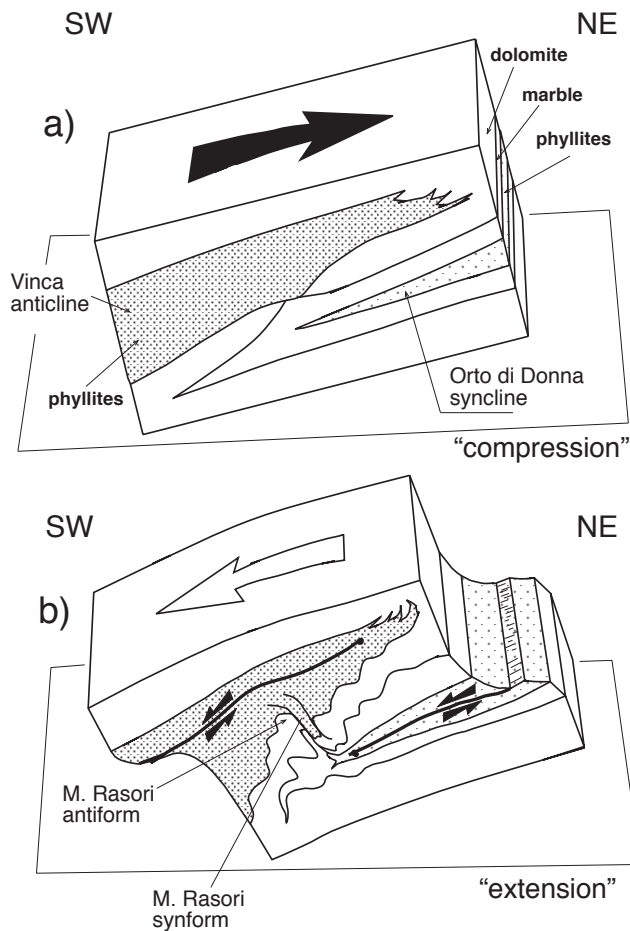 SW
NE
dolomite
a)
marble
phyllites
Vinca
anticline
phyllites
Orto di Donna
syncline
“compression”
SW
NE
b)
M. Rasori
antiform
M. Rasori
synform
“extension”